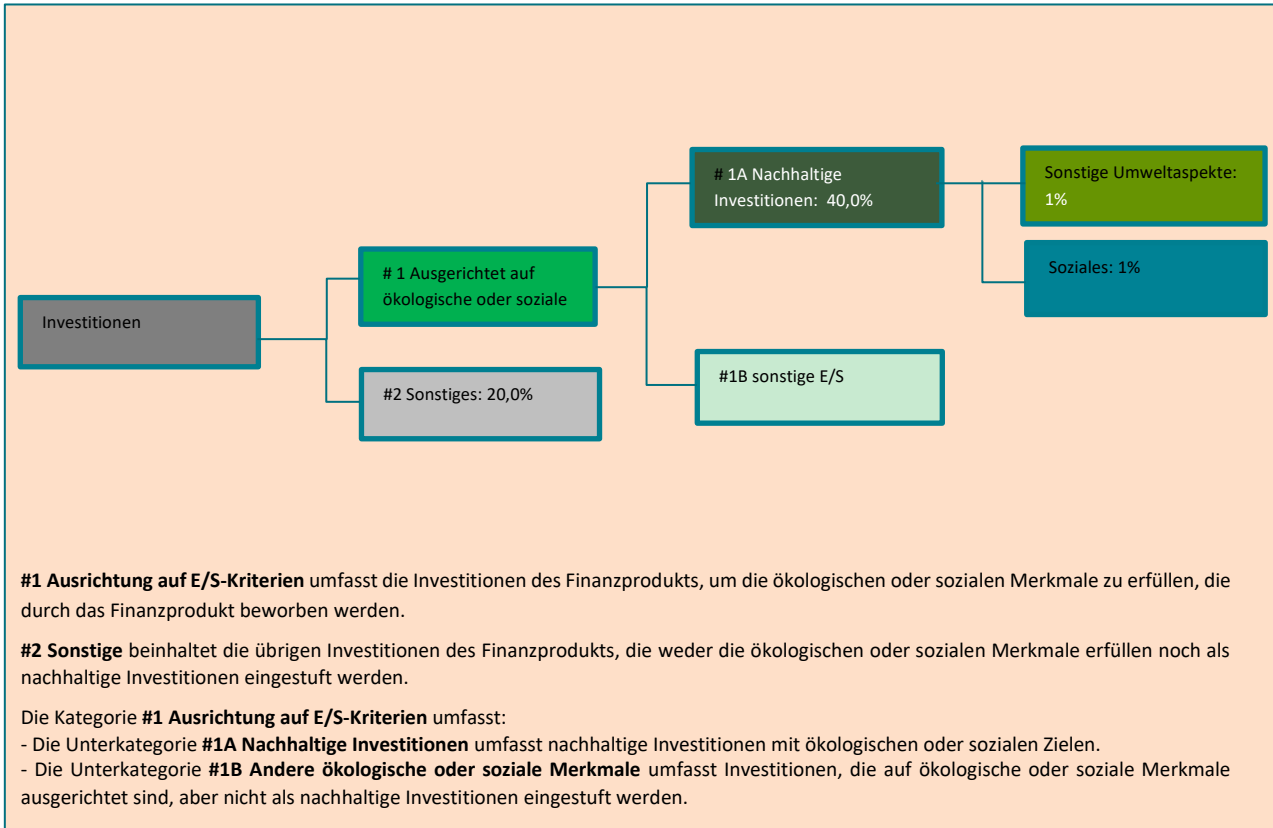 # 1A Nachhaltige
Investitionen:  40,0%
Sonstige Umweltaspekte:
1%
# 1 Ausgerichtet auf
ökologische oder soziale
Soziales: 1%
Investitionen
#2 Sonstiges: 20,0%
#1B sonstige E/S
#1 Ausrichtung auf E/S-Kriterien umfasst die Investitionen des Finanzprodukts, um die ökologischen oder sozialen Merkmale zu erfüllen, die
durch das Finanzprodukt beworben werden.
#2 Sonstige beinhaltet die übrigen Investitionen des Finanzprodukts, die weder die ökologischen oder sozialen Merkmale erfüllen noch als
nachhaltige Investitionen eingestuft werden.
Die Kategorie #1 Ausrichtung auf E/S-Kriterien umfasst:
- Die Unterkategorie #1A Nachhaltige Investitionen umfasst nachhaltige Investitionen mit ökologischen oder sozialen Zielen.
- Die Unterkategorie #1B Andere ökologische oder soziale Merkmale umfasst Investitionen, die auf ökologische oder soziale Merkmale
ausgerichtet sind, aber nicht als nachhaltige Investitionen eingestuft werden.